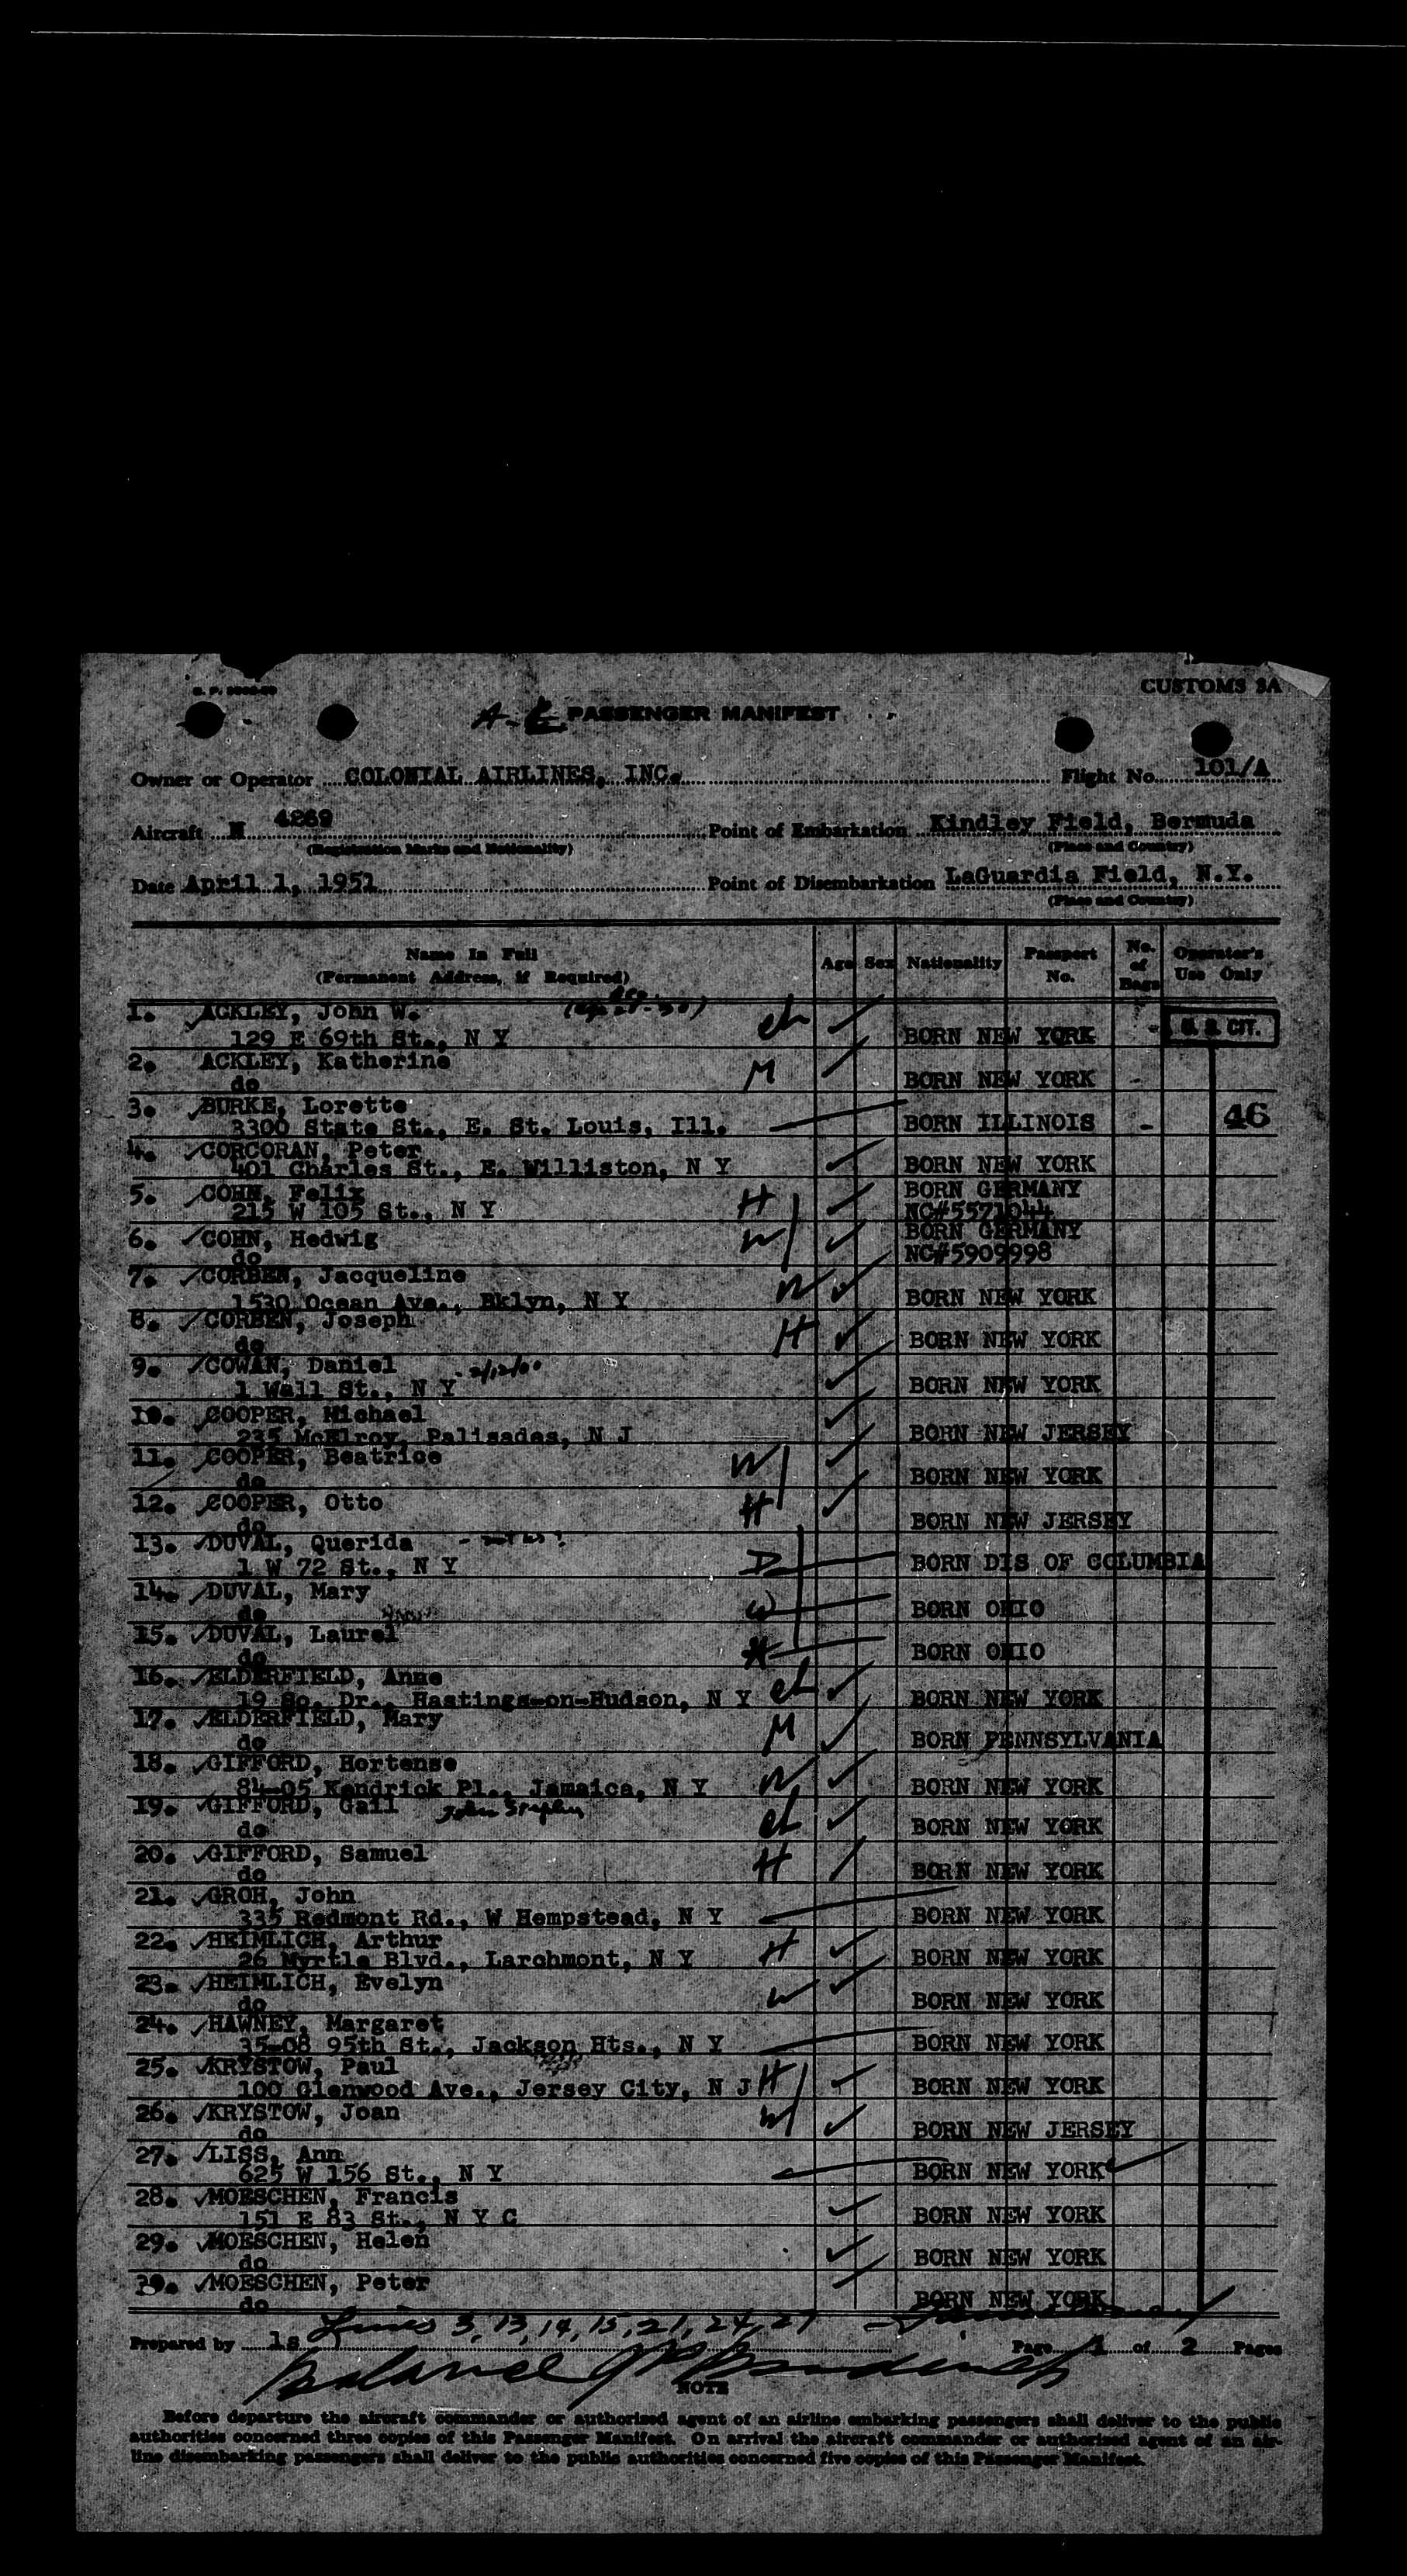 CUSTOMS 3A
PASSENGER MANIFEST
Owner or Operator COLONIAL AIRLINES, INC. Flight No. 101/A
Aircraft N 4269 Point of Embarkation Kindley Field, Bermuda
(Registration Marks and Nationality) (Place and Country)
Date April 1, 1951 Point of Disembarkation LaGuardia Field, N.Y.
(Place and Country)
Name In Full (Permanent Address, if Required) Age Sex Nationality Passport No. No. of Bags Operator's Use Only
1. ACKLEY, John W.
129 E 69th St., N Y ch BORN NEW YORK U. S. CIT.
2. ACKLEY, Katherine
do M BORN NEW YORK
3. BURKE, Lorette
3300 State St., E. St. Louis, Ill. BORN ILLINOIS 46
4. CORCORAN, Peter
401 Charles St., E. Williston, N Y BORN NEW YORK
5. COHN, Felix H BORN GERMANY
215 W 105 St., N Y NC#5571044
6. COHN, Hedwig W BORN GERMANY
do NC#5909998
7. CORBEN, Jacqueline
1530 Ocean Ave., Bklyn, N Y W BORN NEW YORK
8. CORBEN, Joseph
do H BORN NEW YORK
9. COWAN, Daniel
1 Wall St., N Y BORN NEW YORK
10. COOPER, Michael
235 McElroy, Palisades, N J BORN NEW JERSEY
11. COOPER, Beatrice
do W BORN NEW YORK
12. COOPER, Otto
do H BORN NEW JERSEY
13. DUVAL, Querida
1 W 72 St., N Y D BORN DIS OF COLUMBIA
14. DUVAL, Mary
do W BORN OHIO
15. DUVAL, Laurel
do H BORN OHIO
16. ELDERFIELD, Anne
19 So. Dr., Hastings-on-Hudson, N Y ch BORN NEW YORK
17. ELDERFIELD, Mary
do M BORN PENNSYLVANIA
18. GIFFORD, Hortense
84-05 Kendrick Pl., Jamaica, N Y W BORN NEW YORK
19. GIFFORD, Gail John Stephen
do ch BORN NEW YORK
20. GIFFORD, Samuel
do H BORN NEW YORK
21. GROH, John
335 Redmont Rd., W Hempstead, N Y BORN NEW YORK
22. HEIMLICH, Arthur
26 Myrtle Blvd., Larchmont, N Y H BORN NEW YORK
23. HEIMLICH, Evelyn
do W BORN NEW YORK
24. HAWNEY, Margaret
35-08 95th St., Jackson Hts., N Y BORN NEW YORK
25. KRYSTOW, Paul
100 Glenwood Ave., Jersey City, N J H BORN NEW YORK
26. KRYSTOW, Joan
do W BORN NEW JERSEY
27. LISS, Ann
625 W 156 St., N Y BORN NEW YORK
28. MOESCHEN, Francis
151 E 83 St., N Y C BORN NEW YORK
29. MOESCHEN, Helen
do BORN NEW YORK
30. MOESCHEN, Peter
do BORN NEW YORK
Lines 3, 13, 14, 15, 21, 24, 27
Prepared by ls Page 1 of 2 Pages
NOTE
Before departure the aircraft commander or authorized agent of an airline embarking passengers shall deliver to the public
authorities concerned three copies of this Passenger Manifest. On arrival the aircraft commander or authorized agent of an air-
line disembarking passengers shall deliver to the public authorities concerned five copies of this Passenger Manifest.